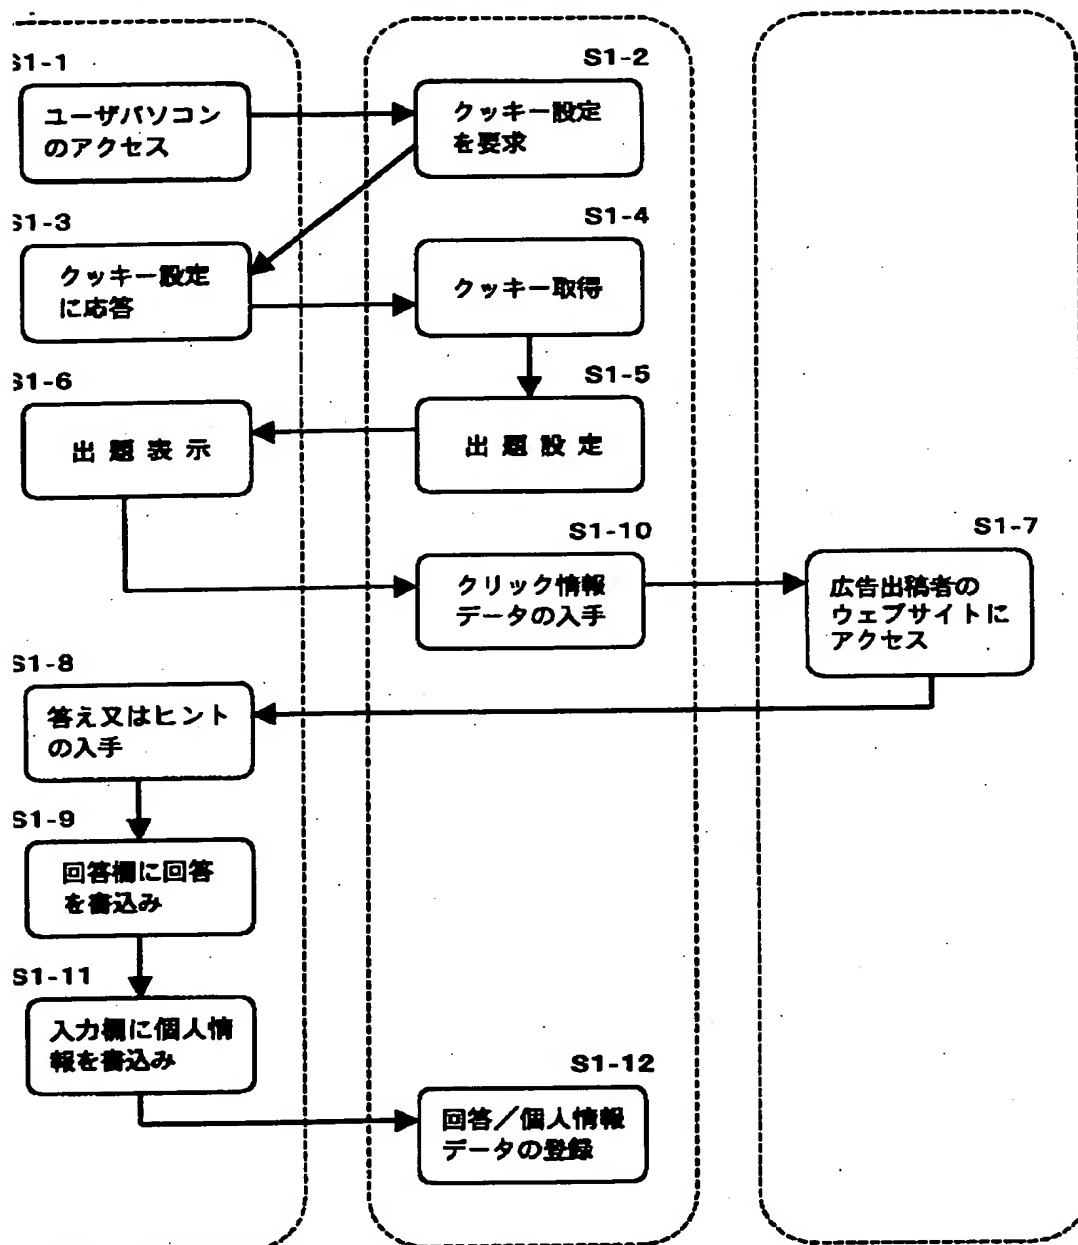 S1-1
ユーザパソコン
のアクセス
S1-2
クッキー設定
を要求
S1-3
クッキー設定
に応答
S1-4
クッキー取得
S1-5
出題設定
S1-6
出題表示
S1-10
クリック情報
データの入手
S1-7
広告出稿者の
ウェブサイトに
アクセス
S1-8
答え又はヒント
の入手
S1-9
回答欄に回答
を書込み
S1-11
入力欄に個人情
報を書込み
S1-12
回答/個人情報
データの登録